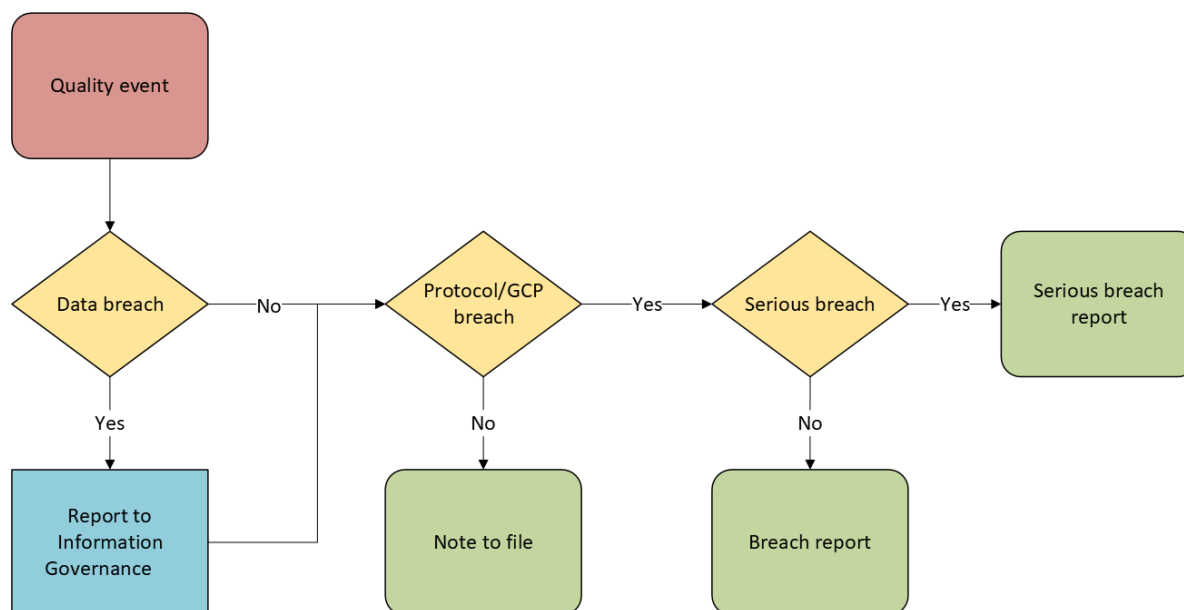 Quality event
Data breach
No
Protocol/GCP
breach
Yes
Serious breach
Yes
Serious breach
report
Yes
No
No
Report to
Information
Governance
Note to file
Breach report